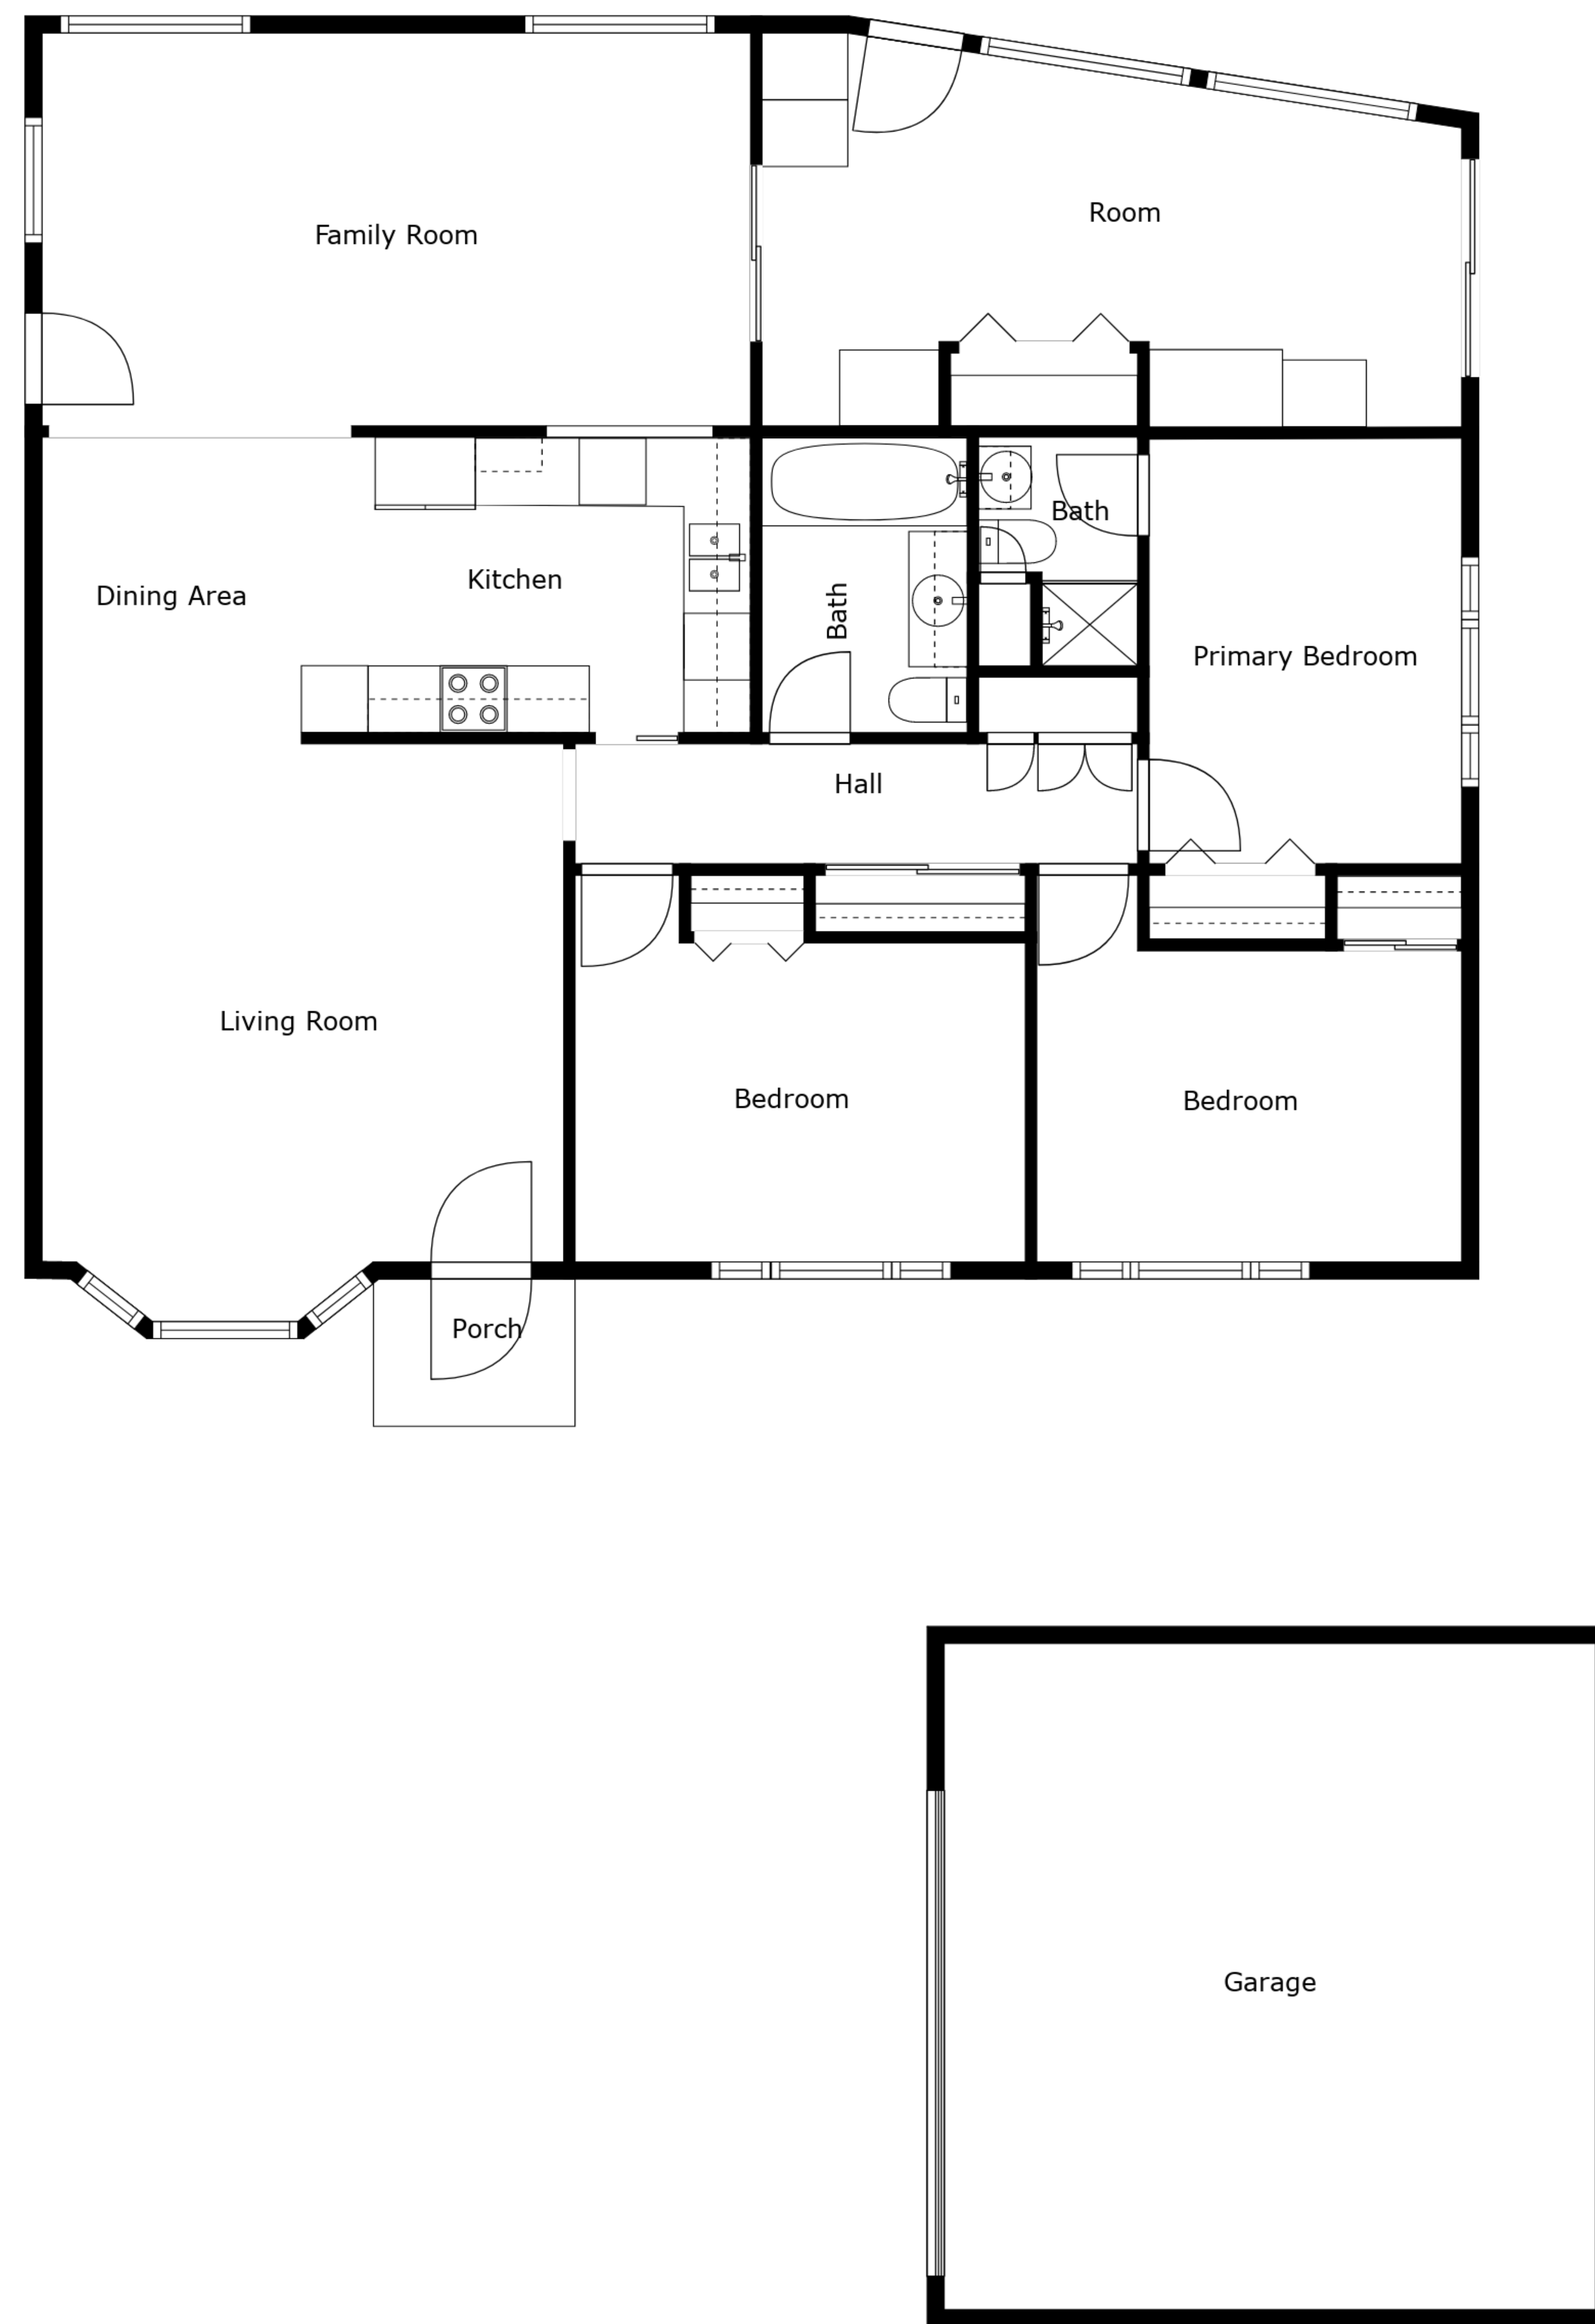 Family Room
Room
Bath
Kitchen
Dining Area
Bath
Primary Bedroom
Hall
Living Room
Bedroom
Bedroom
Porch
Garage